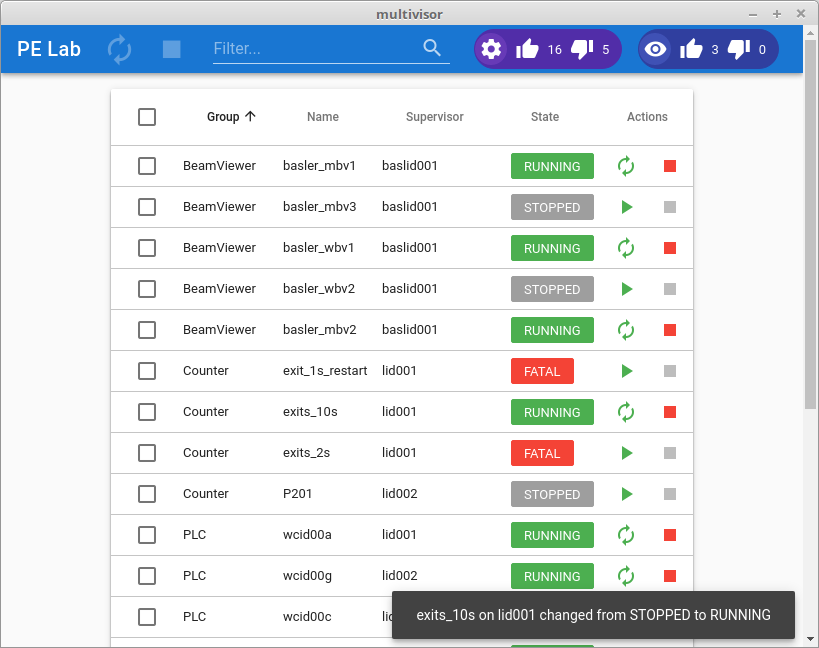 multivisor
PE Lab Filter... 16 5 3 0
Group Name Supervisor State Actions
BeamViewer basler_mbv1 baslid001 RUNNING
BeamViewer basler_mbv3 baslid001 STOPPED
BeamViewer basler_wbv1 baslid001 RUNNING
BeamViewer basler_wbv2 baslid001 STOPPED
BeamViewer basler_mbv2 baslid001 RUNNING
Counter exit_1s_restart lid001 FATAL
Counter exits_10s lid001 RUNNING
Counter exits_2s lid001 FATAL
Counter P201 lid002 STOPPED
PLC wcid00a lid001 RUNNING
PLC wcid00g lid002 RUNNING
PLC wcid00c
exits_10s on lid001 changed from STOPPED to RUNNING